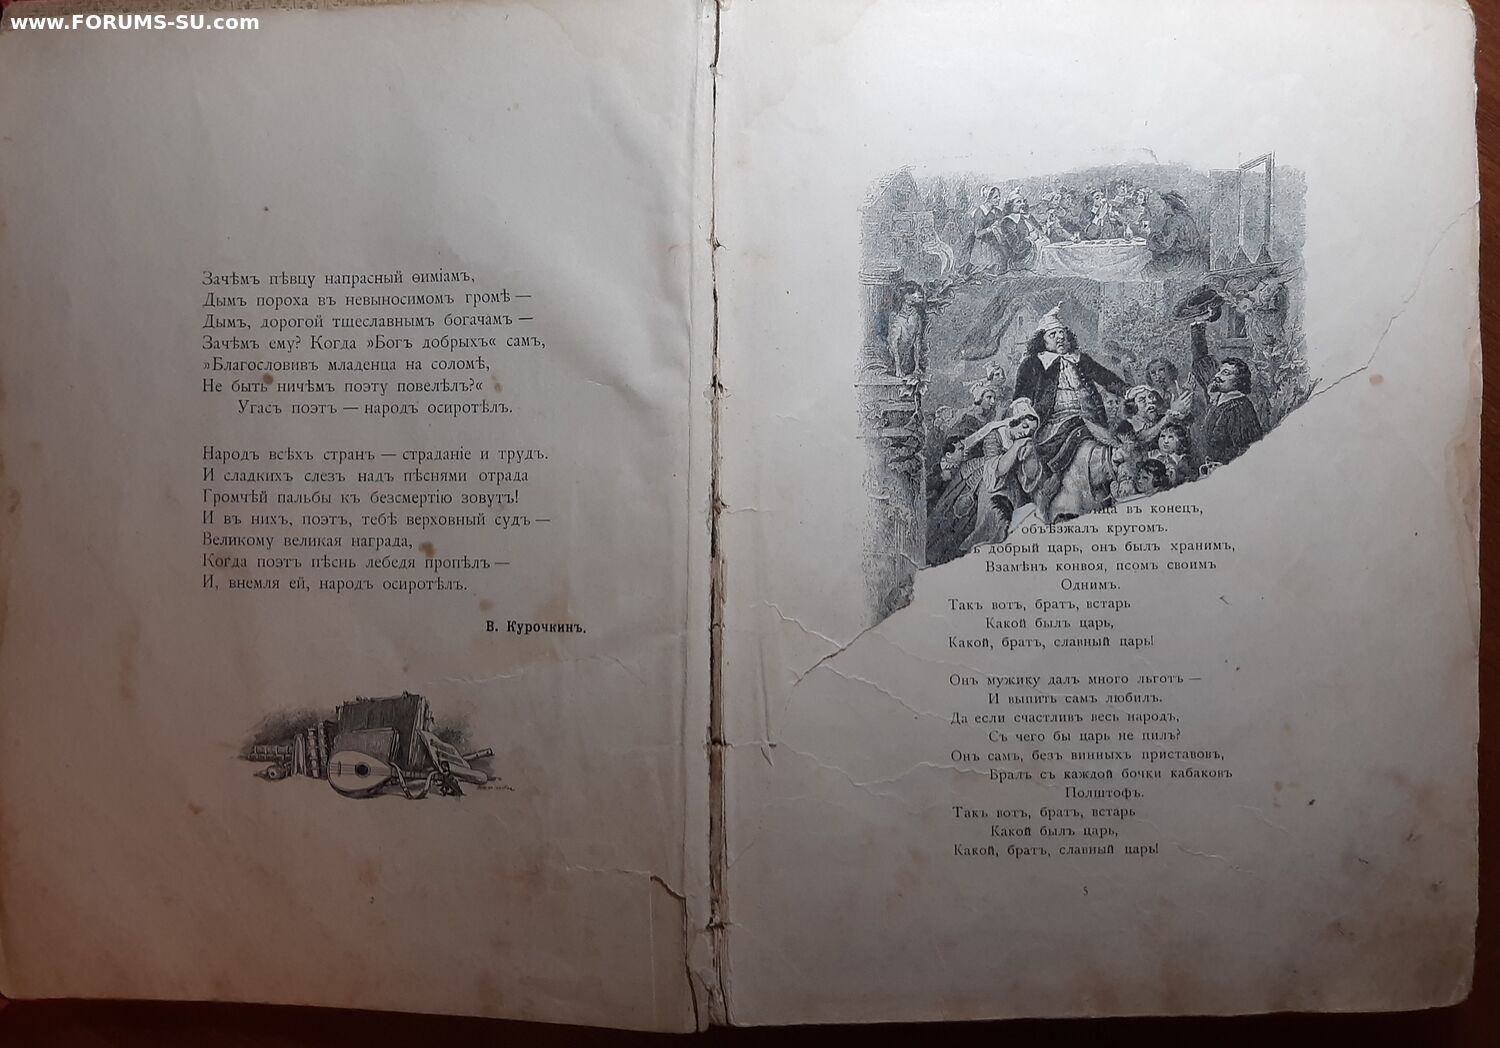 www.FORUMS-SU.com
Зачѣмъ пѣвцу напрасный ѳиміамъ,
Дымъ пороха въ невыносимомъ громѣ —
Дымъ, дорогой тщеславнымъ богачамъ —
Зачѣмъ ему? Когда »Богъ добрыхъ« самъ,
»Благословивъ младенца на соломѣ,
Не быть ничѣмъ поэту повелѣлъ?«
Угасъ поэтъ — народъ осиротѣлъ.
Народъ всѣхъ странъ — страданіе и трудъ.
И сладкихъ слезъ надъ пѣснями отрада
Громчѣй пальбы къ безсмертію зовутъ!
И въ нихъ, поэтъ, тебѣ верховный судъ —
Великому великая награда,
Когда поэтъ пѣснь лебедя пропѣлъ —
И, внемля ей, народъ осиротѣлъ.
В. Курочкинъ.
въ конецъ,
объѣзжалъ кругомъ.
добрый царь, онъ былъ хранимъ,
Взамѣнъ конвоя, псомъ своимъ
Однимъ.
Такъ вотъ, братъ, встарь
Какой былъ царь,
Какой, братъ, славный царь!
Онъ мужику далъ много льготъ —
И выпить самъ любилъ.
Да если счастливъ весь народъ,
Съ чего бы царь не пилъ?
Онъ самъ, безъ винныхъ приставовъ,
Бралъ съ каждой бочки кабаковъ
Полштофъ.
Такъ вотъ, братъ, встарь
Какой былъ царь,
Какой, братъ, славный царь!
5